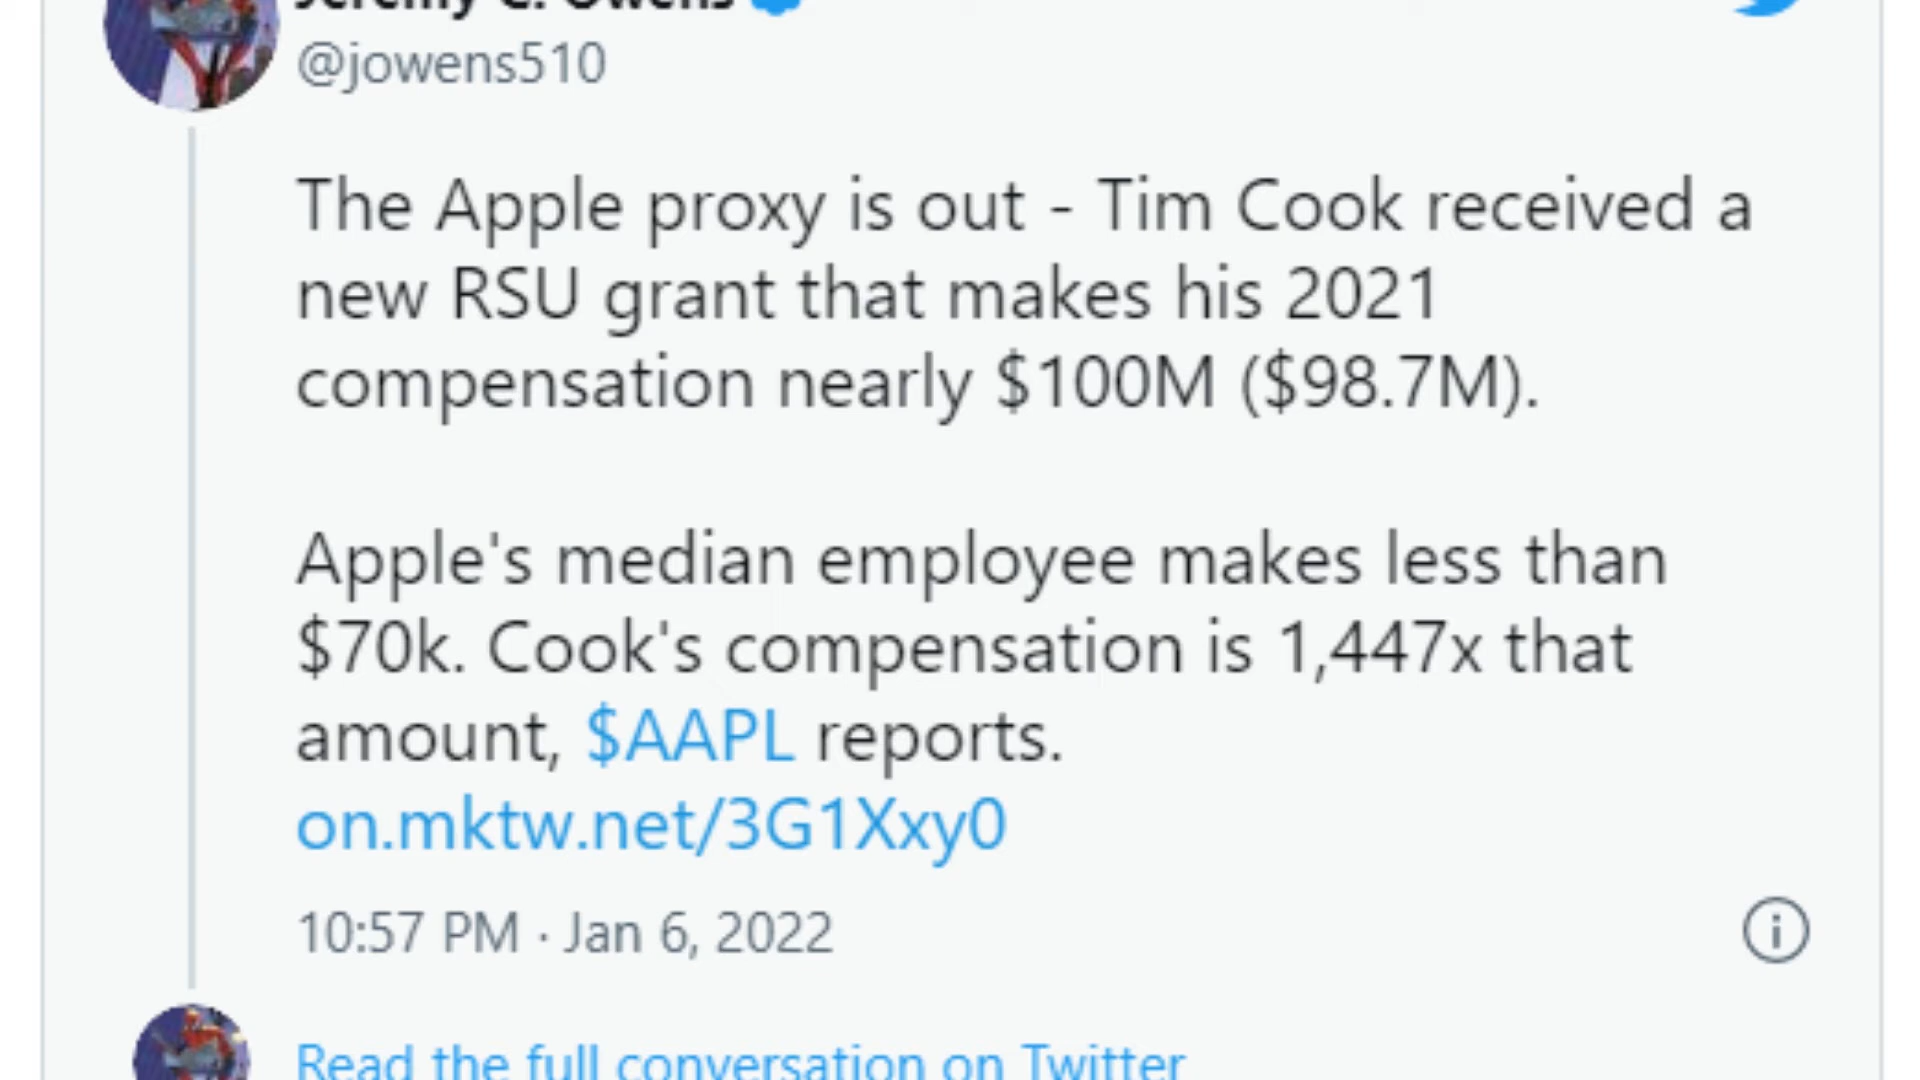 Jeremy C. Owens
@jowens510
The Apple proxy is out - Tim Cook received a
new RSU grant that makes his 2021
compensation nearly $100M ($98.7M).
Apple's median employee makes less than
$70k. Cook's compensation is 1,447x that
amount, $AAPL reports.
on.mktw.net/3G1Xxy0
10:57 PM · Jan 6, 2022
Read the full conversation on Twitter